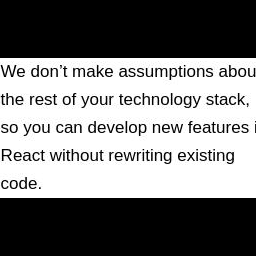 We don’t make assumptions abou
the rest of your technology stack,
so you can develop new features i
React without rewriting existing
code.